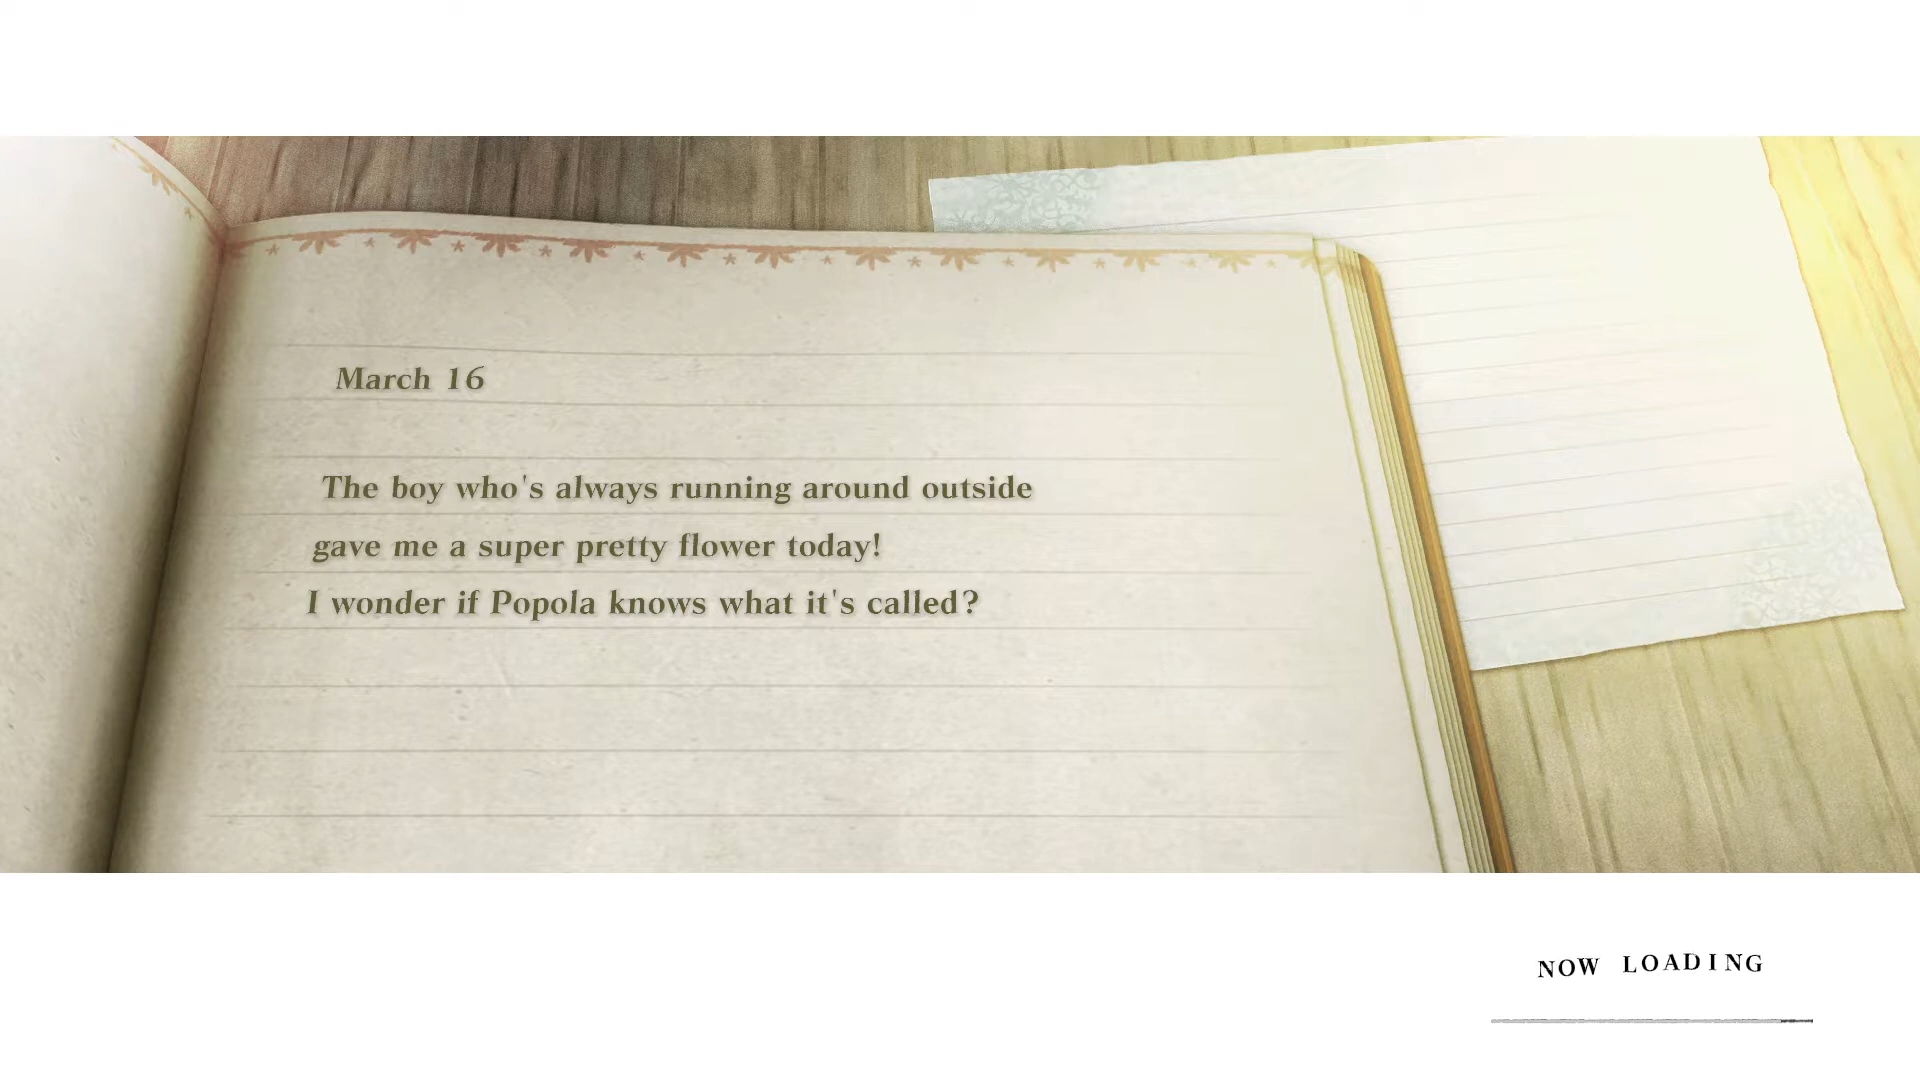 March 16
The boy who's always running around outside
gave me a super pretty flower today!
I wonder if Popola knows what it's called?
NOW LOADING